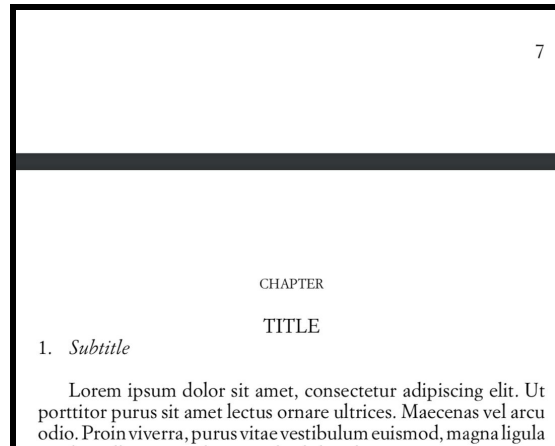 7
CHAPTER
TITLE
1. Subtitle
Lorem ipsum dolor sit amet, consectetur adipiscing elit. Ut
porttitor purus sit amet lectus ornare ultrices. Maecenas vel arcu
odio. Proin viverra, purus vitae vestibulum euismod, magna ligula